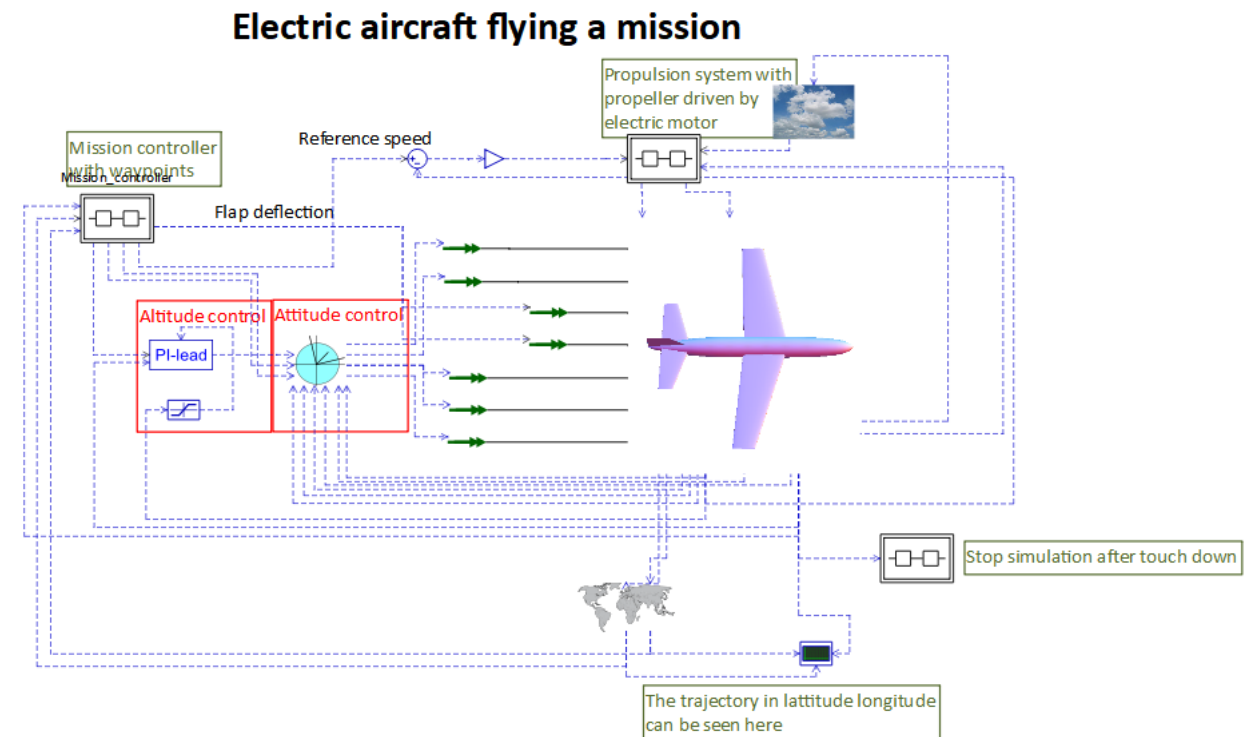 Electric aircraft flying a mission
Propulsion system with
propeller driven by
electric motor
Reference speed
Mission controller
with waypoints
Mission_controller
Flap deflection
Altitude control
Attitude control
PI-lead
Stop simulation after touch down
The trajectory in lattitude longitude
can be seen here